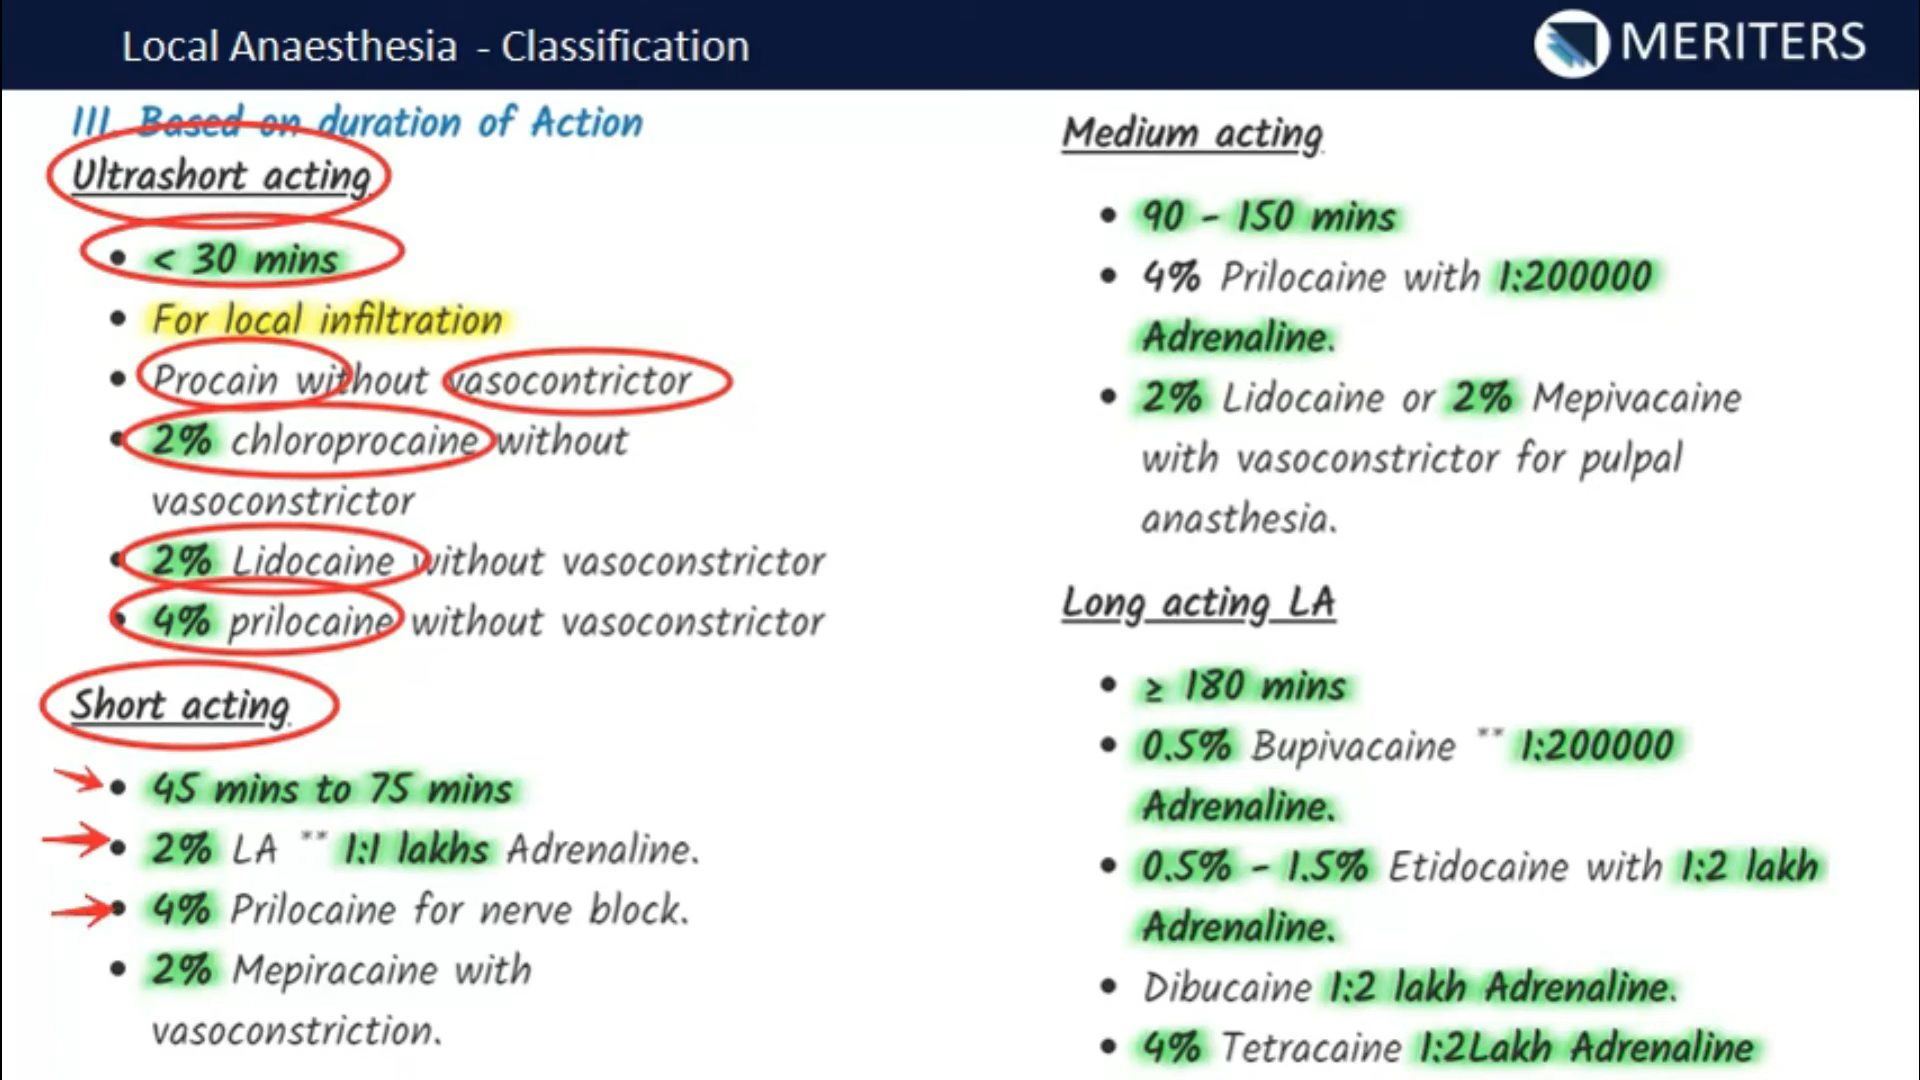 Local Anaesthesia - Classification
MERITERS
III. Based on duration of Action
Ultrashort acting
< 30 mins
For local infiltration
Procain without vasocontrictor
2% chloroprocaine without
vasoconstrictor
2% Lidocaine without vasoconstrictor
4% prilocaine without vasoconstrictor
Short acting
45 mins to 75 mins
2% LA " 1:1 lakhs Adrenaline.
4% Prilocaine for nerve block.
2% Mepiracaine with
vasoconstriction.
Medium acting
90 - 150 mins
4% Prilocaine with 1:200000
Adrenaline.
2% Lidocaine or 2% Mepivacaine
with vasoconstrictor for pulpal
anasthesia.
Long acting LA
≥ 180 mins
0.5% Bupivacaine " 1:200000
Adrenaline.
0.5% - 1.5% Etidocaine with 1:2 lakh
Adrenaline.
Dibucaine 1:2 lakh Adrenaline.
4% Tetracaine 1:2Lakh Adrenaline